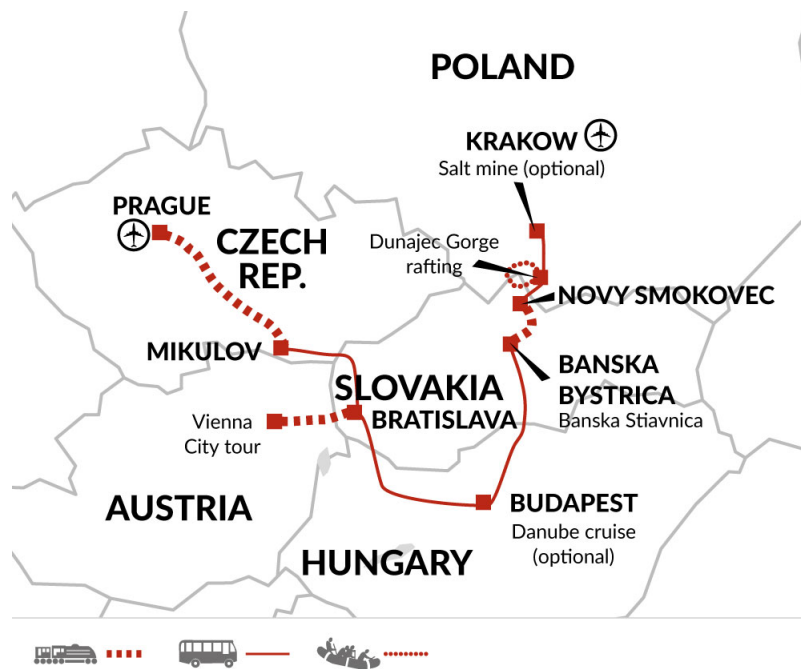 POLAND
KRAKOW
Salt mine (optional)
PRAGUE
CZECH
REP.
Dunajec Gorge
rafting
NOVY SMOKOVEC
MIKULOV
BANSKA
BYSTRICA
Banska Stiavnica
SLOVAKIA
BRATISLAVA
Vienna
City tour
AUSTRIA
BUDAPEST
Danube cruise
(optional)
HUNGARY